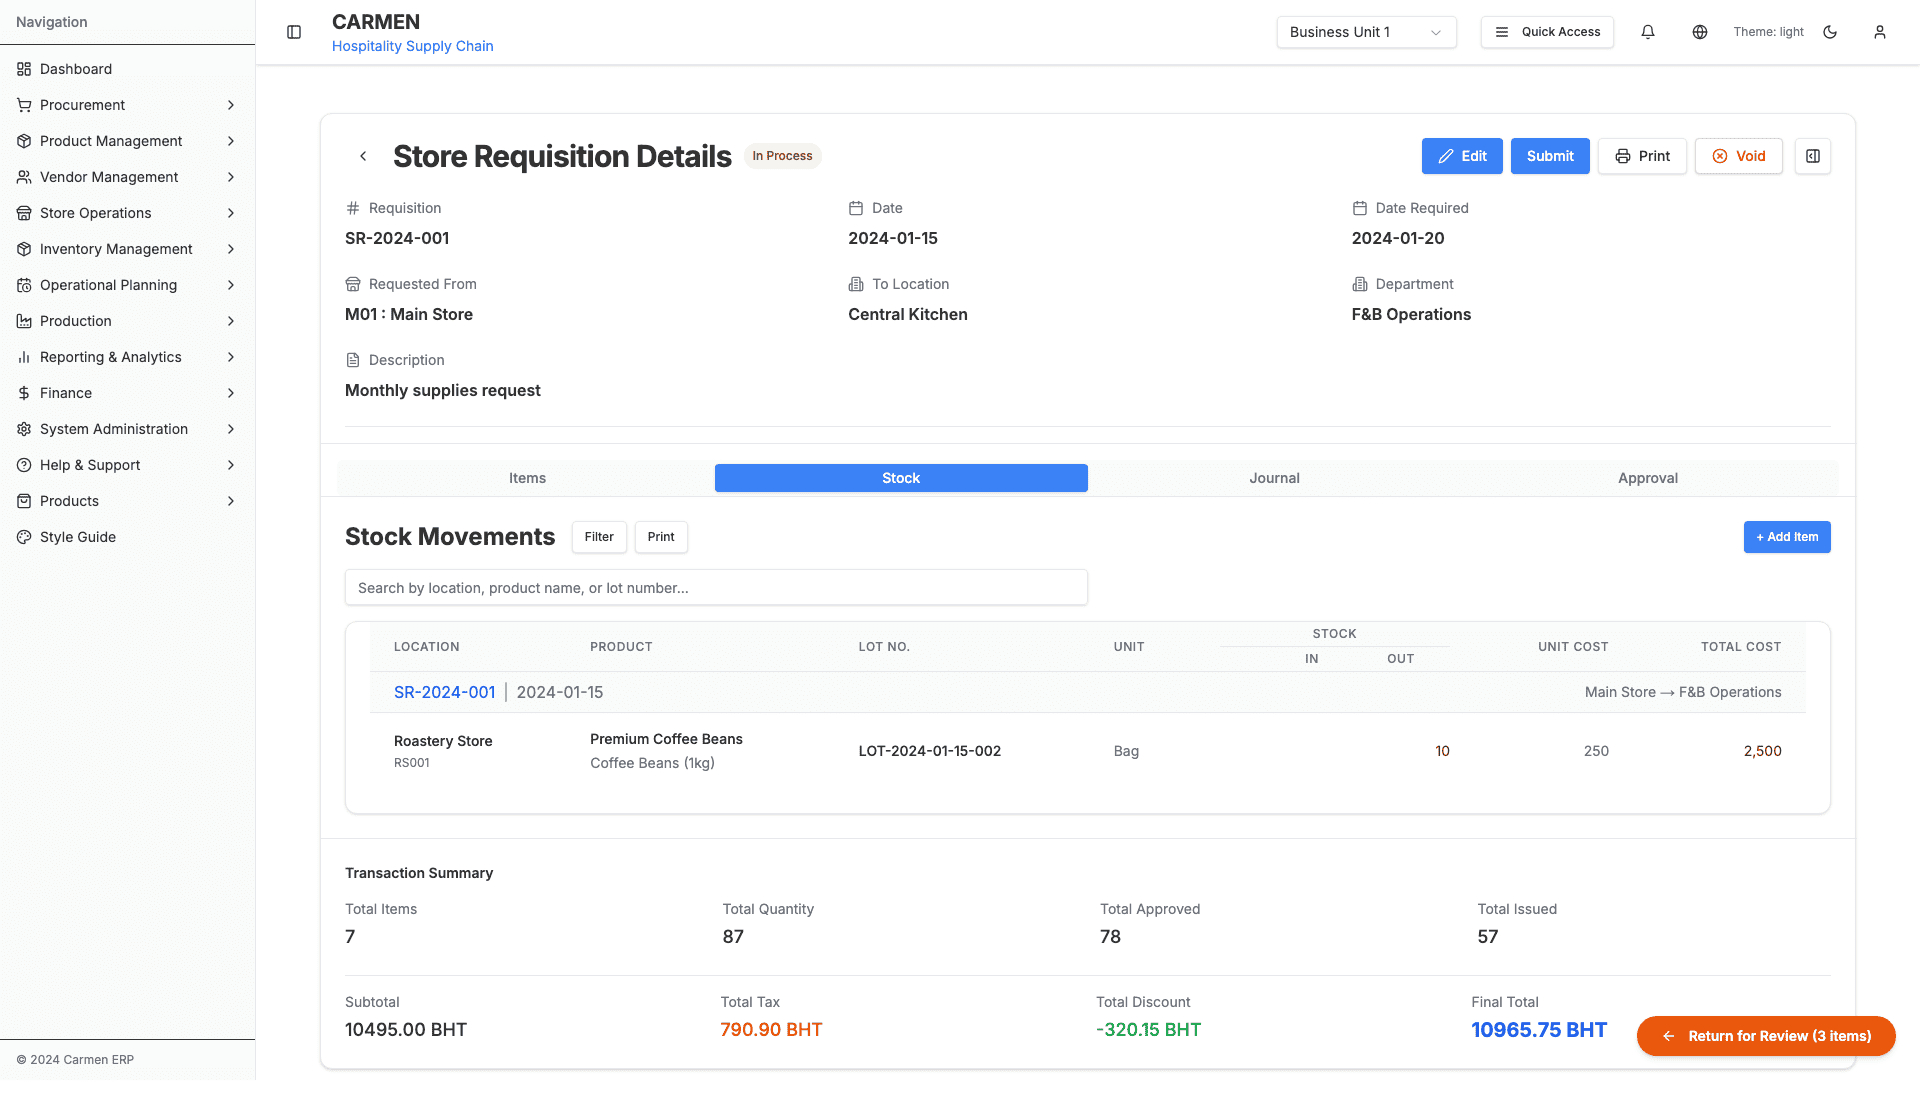 Navigation
Dashboard
Procurement
Product Management
Vendor Management
Store Operations
Inventory Management
Operational Planning
Production
Reporting & Analytics
Finance
System Administration
Help & Support
Products
Style Guide
© 2024 Carmen ERP
CARMEN
Hospitality Supply Chain
Business Unit 1
Quick Access
Theme: light
Store Requisition Details
In Process
Edit
Submit
Print
Void
Requisition
SR-2024-001
Date
2024-01-15
Date Required
2024-01-20
Requested From
M01 : Main Store
To Location
Central Kitchen
Department
F&B Operations
Description
Monthly supplies request
Items
Stock
Journal
Approval
Stock Movements
Filter
Print
+ Add Item
Search by location, product name, or lot number...
LOCATION PRODUCT LOT NO. UNIT STOCK UNIT COST TOTAL COST
IN OUT
SR-2024-001 | 2024-01-15 Main Store → F&B Operations
Roastery Store Premium Coffee Beans LOT-2024-01-15-002 Bag 10 250 2,500
RS001 Coffee Beans (1kg)
Transaction Summary
Total Items
7
Total Quantity
87
Total Approved
78
Total Issued
57
Subtotal
10495.00 BHT
Total Tax
790.90 BHT
Total Discount
-320.15 BHT
Final Total
10965.75 BHT
← Return for Review (3 items)